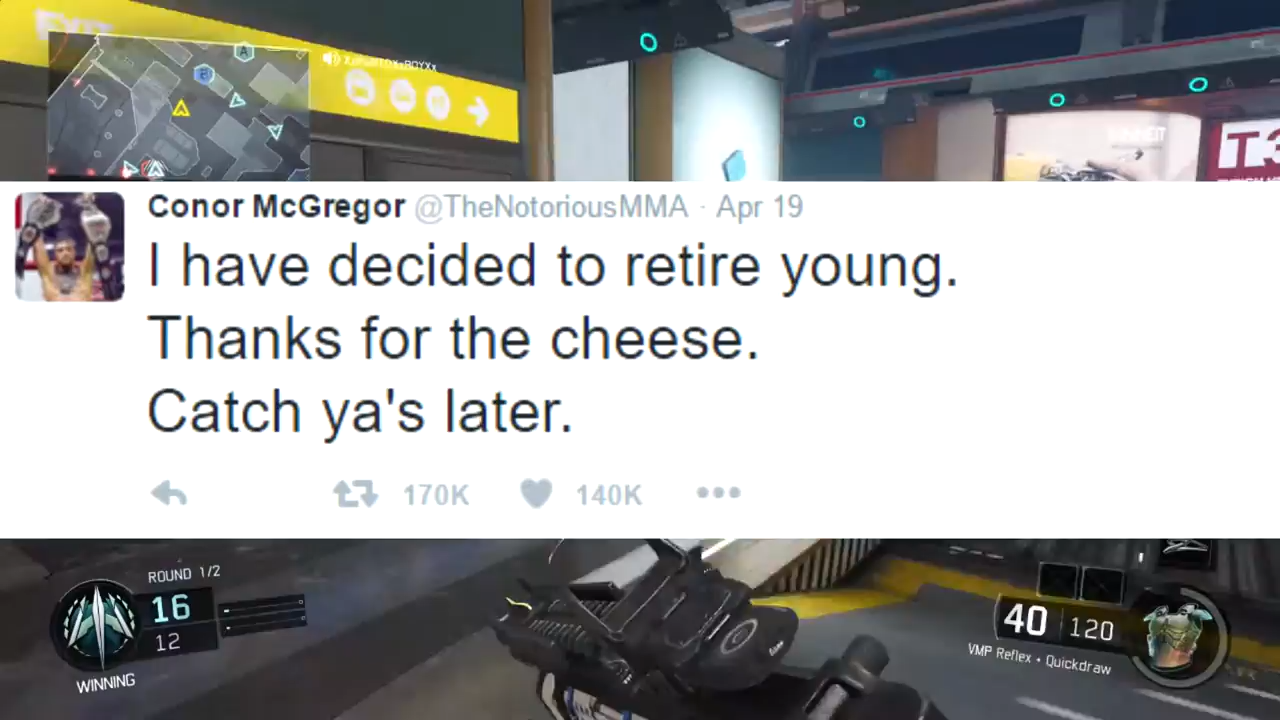 EXIT
A
B
Conor McGregor @TheNotoriousMMA · Apr 19
I have decided to retire young.
Thanks for the cheese.
Catch ya's later.
170K 140K
ROUND 1/2
16
12
WINNING
40 120
VMP Reflex • Quickdraw